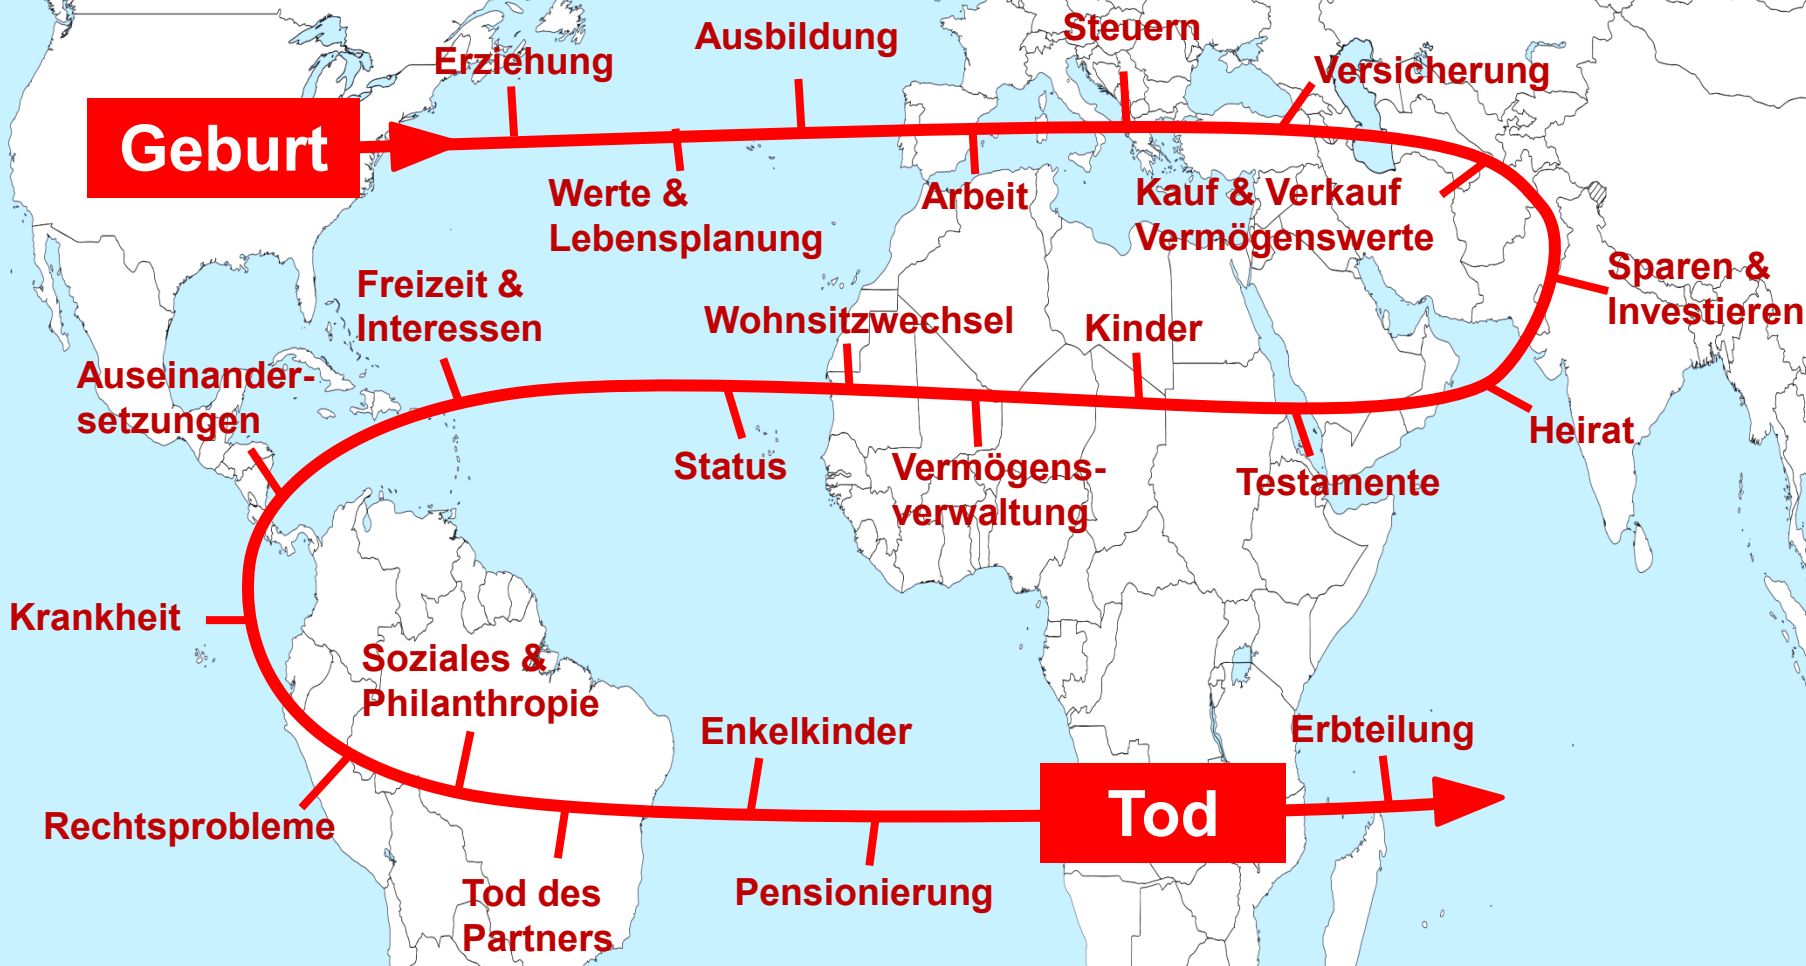 Geburt
Erziehung
Werte &
Lebensplanung
Ausbildung
Arbeit
Steuern
Versicherung
Kauf & Verkauf
Vermögenswerte
Sparen &
Investieren
Heirat
Testamente
Kinder
Vermögens-
verwaltung
Wohnsitzwechsel
Status
Freizeit &
Interessen
Auseinander-
setzungen
Krankheit
Rechtsprobleme
Soziales &
Philanthropie
Tod des
Partners
Enkelkinder
Pensionierung
Tod
Erbteilung